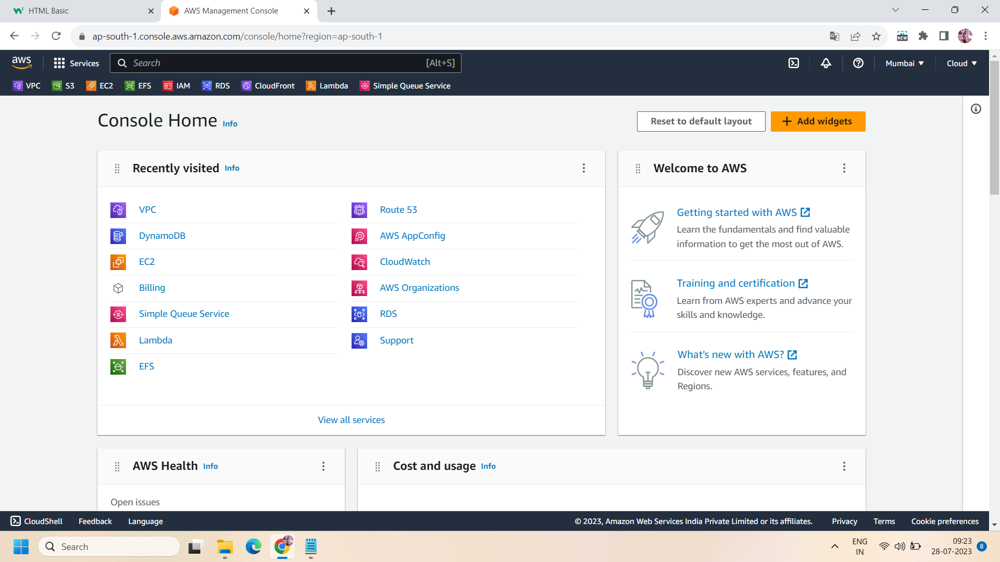 HTML Basic
AWS Management Console
ap-south-1.console.aws.amazon.com/console/home?region=ap-south-1
NEW
aws
Services
Search
[Alt+S]
Mumbai
Cloud
VPC
S3
EC2
EFS
IAM
RDS
CloudFront
Lambda
Simple Queue Service
Console Home Info
Reset to default layout
Add widgets
Recently visited Info
VPC
DynamoDB
EC2
Billing
Simple Queue Service
Lambda
EFS
Route 53
AWS AppConfig
CloudWatch
AWS Organizations
RDS
Support
View all services
Welcome to AWS
Getting started with AWS
Learn the fundamentals and find valuable
information to get the most out of AWS.
Training and certification
Learn from AWS experts and advance your
skills and knowledge.
What's new with AWS?
Discover new AWS services, features, and
Regions.
AWS Health Info
Open issues
Cost and usage Info
CloudShell
Feedback
Language
© 2023, Amazon Web Services India Private Limited or its affiliates.
Privacy
Terms
Cookie preferences
Search
ENG
IN
09:23
28-07-2023
8